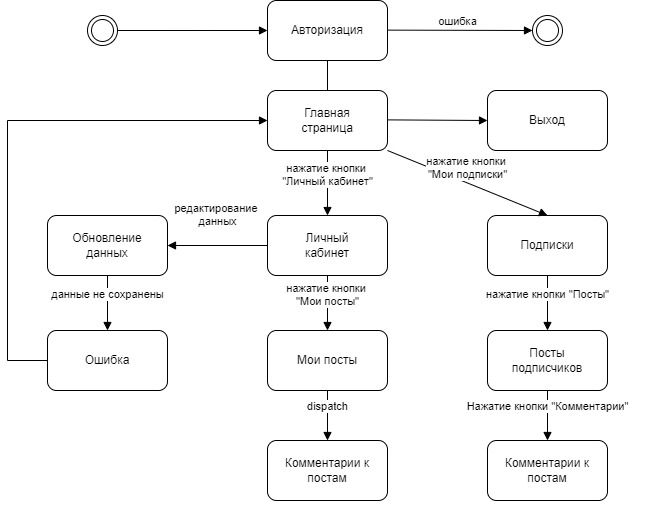 Авторизация
ошибка
Главная
страница
Выход
нажатие кнопки
"Личный кабинет"
нажатие кнопки
"Мои подписки"
редактирование
данных
Обновление
данных
Личный
кабинет
Подписки
данные не сохранены
нажатие кнопки
"Мои посты"
нажатие кнопки "Посты"
Ошибка
Мои посты
Посты
подписчиков
dispatch
Нажатие кнопки "Комментарии"
Комментарии к
постам
Комментарии к
постам